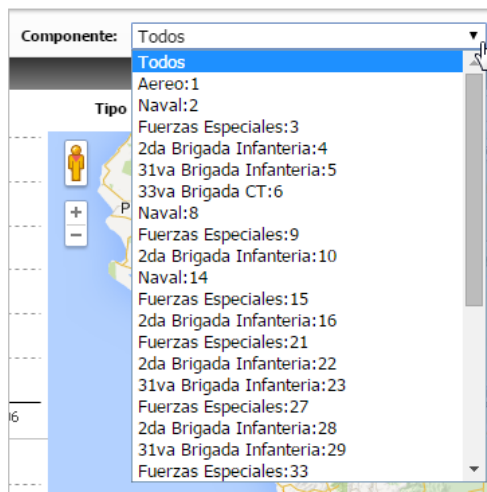 Componente: Todos
Todos
Aereo:1
Tipo
Naval:2
Fuerzas Especiales:3
2da Brigada Infanteria:4
31va Brigada Infanteria:5
33va Brigada CT:6
P
Naval:8
+
Fuerzas Especiales:9
−
2da Brigada Infanteria:10
Naval:14
Fuerzas Especiales:15
2da Brigada Infanteria:16
Fuerzas Especiales:21
2da Brigada Infanteria:22
31va Brigada Infanteria:23
Fuerzas Especiales:27
2da Brigada Infanteria:28
31va Brigada Infanteria:29
Fuerzas Especiales:33